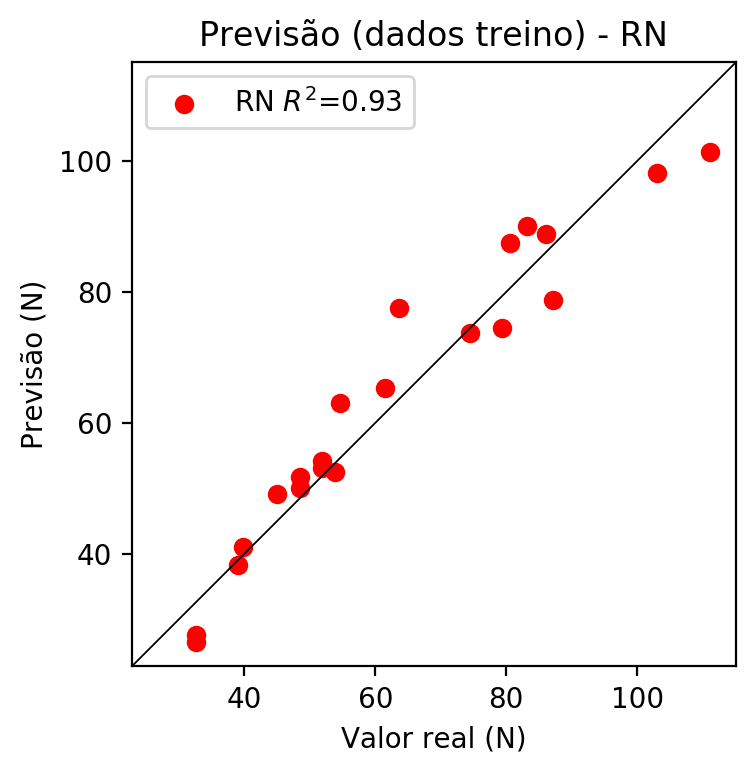 Previsão (dados treino) - RN
RN R²=0.93
100
80
60
40
Previsão (N)
40 60 80 100
Valor real (N)